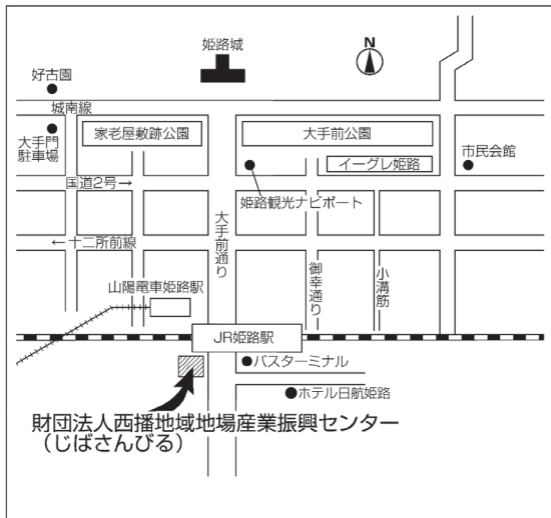 姫路城
N
好古園
城南線
大手門
駐車場
家老屋敷跡公園
大手前公園
イーグレ姫路
市民会館
国道2号→
姫路観光ナビポート
大手前通り
←十二所前線
御幸通り
小溝筋
山陽電車姫路駅
JR姫路駅
バスターミナル
ホテル日航姫路
財団法人西播地域地場産業振興センター
（じばさんびる）